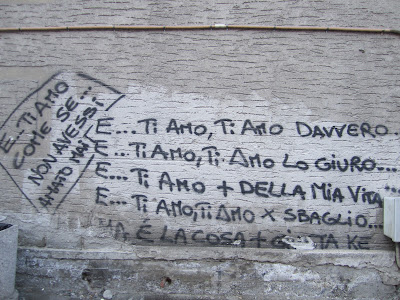 E... TI AMO
COME SE...
NON AVESSI
AMATO MAI
E... TI AMO, TI AMO DAVVERO...
E... TI AMO, TI AMO LO GIURO...
E... TI AMO + DELLA MIA VITA...
E... TI AMO, TI AMO X SBAGLIO...
MA, È LA COSA + GIUSTA KE